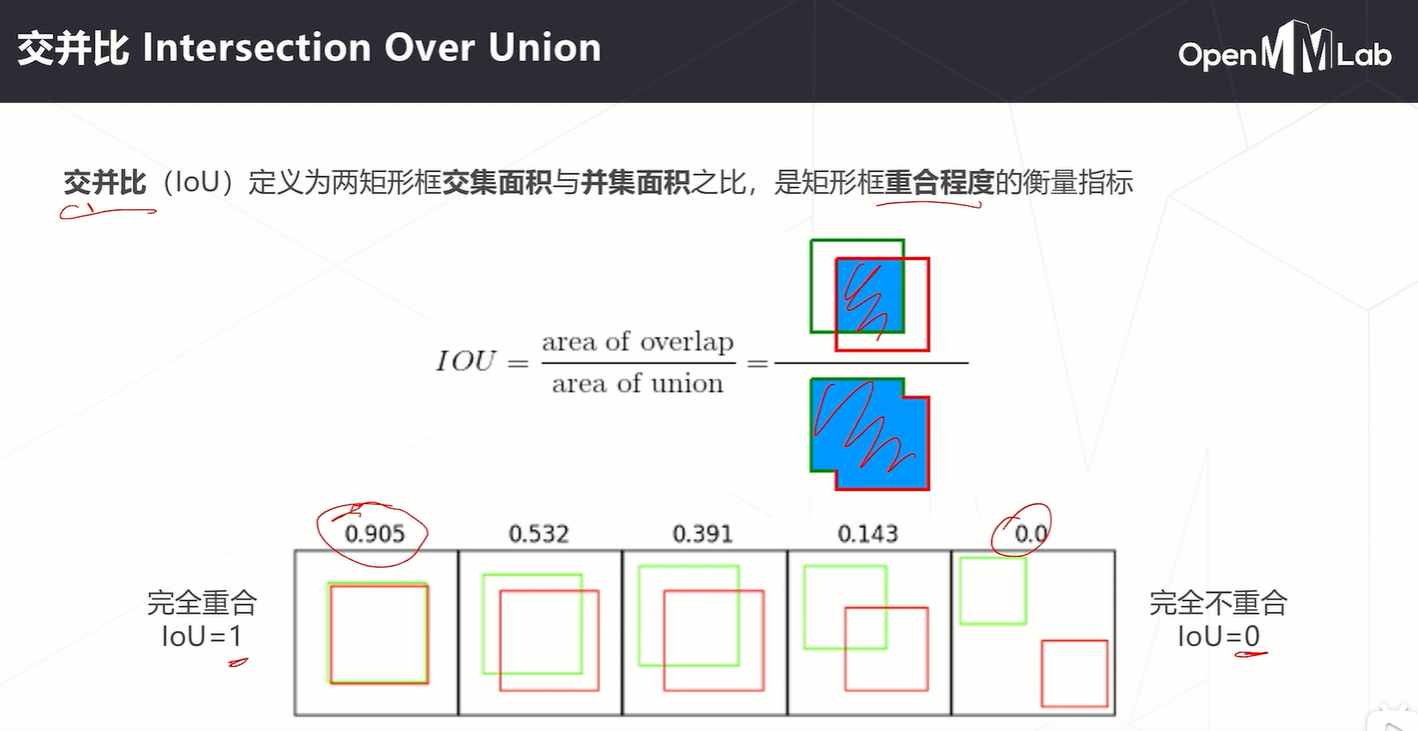 交并比 Intersection Over Union
OpenMMLab
交并比（IoU）定义为两矩形框交集面积与并集面积之比，是矩形框重合程度的衡量指标
IOU = area of overlap / area of union =
0.905 0.532 0.391 0.143 0.0
完全重合
IoU=1
完全不重合
IoU=0